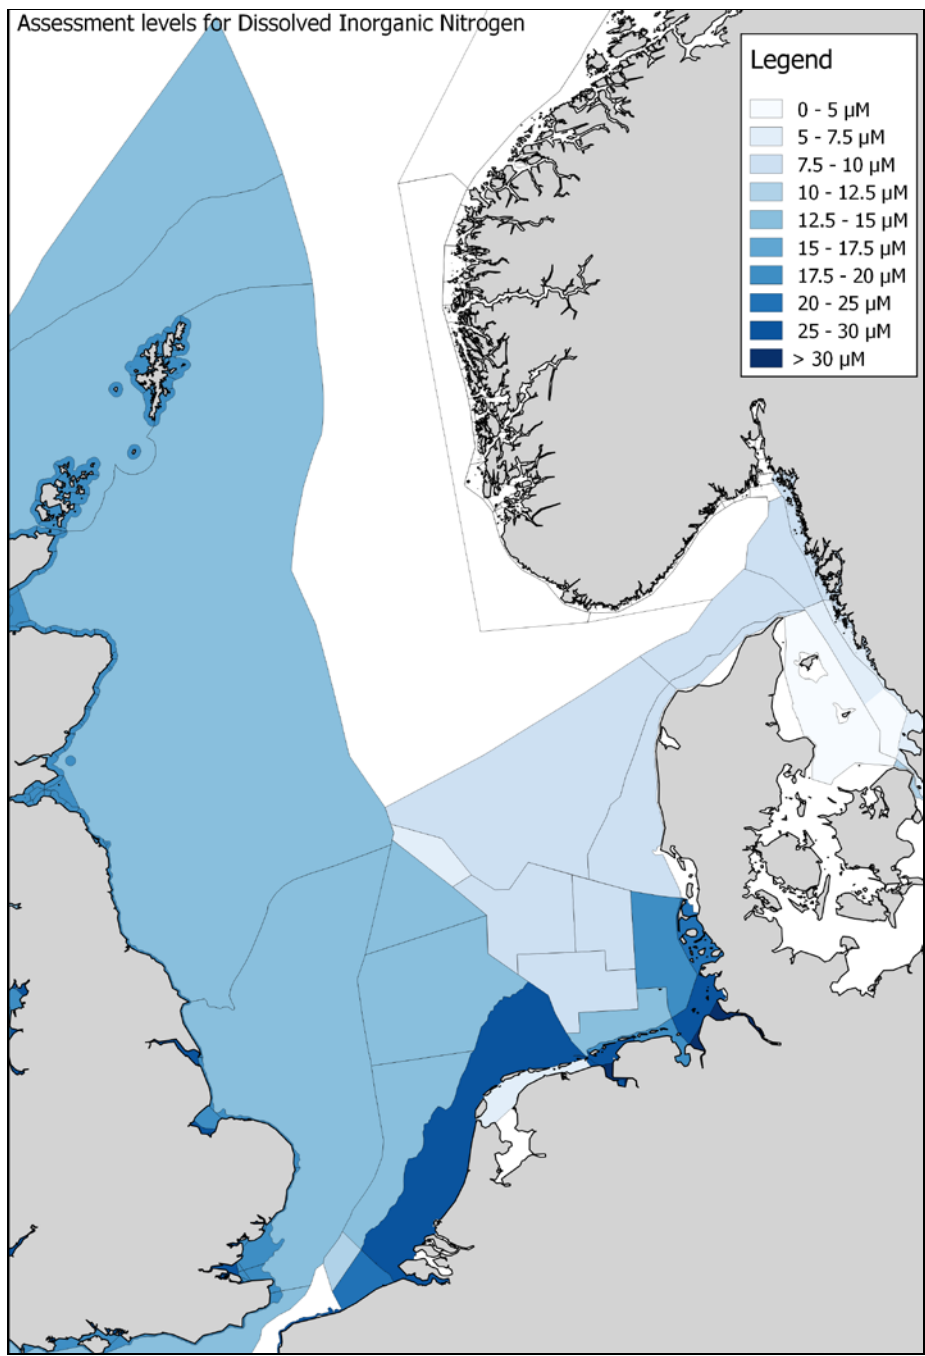 Assessment levels for Dissolved Inorganic Nitrogen
Legend
0 - 5 µM
5 - 7.5 µM
7.5 - 10 µM
10 - 12.5 µM
12.5 - 15 µM
15 - 17.5 µM
17.5 - 20 µM
20 - 25 µM
25 - 30 µM
> 30 µM